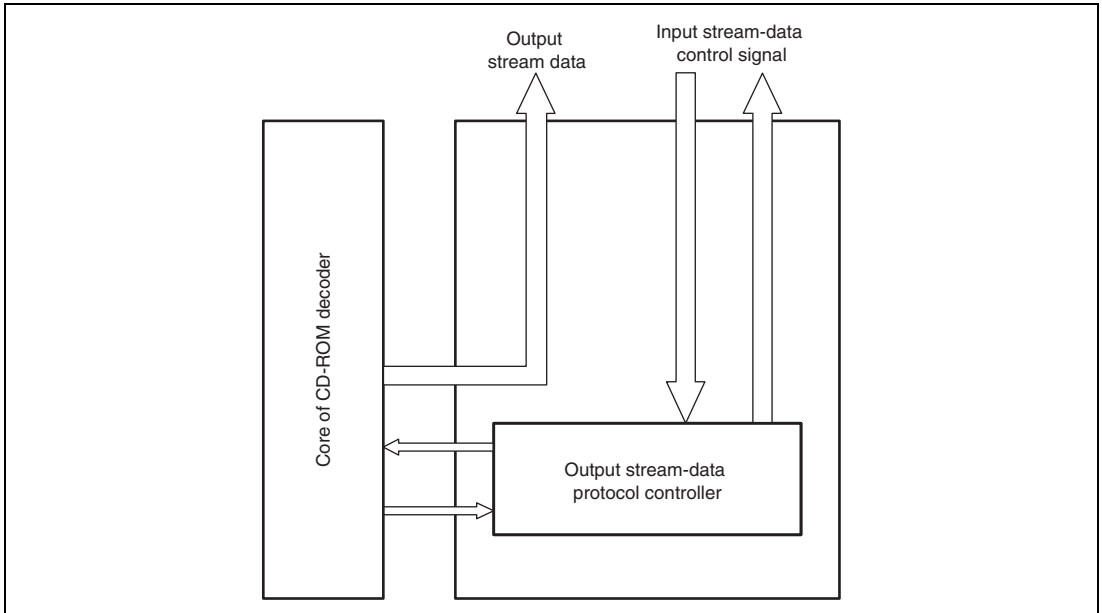 Output
stream data
Input stream-data
control signal
Core of CD-ROM decoder
Output stream-data
protocol controller